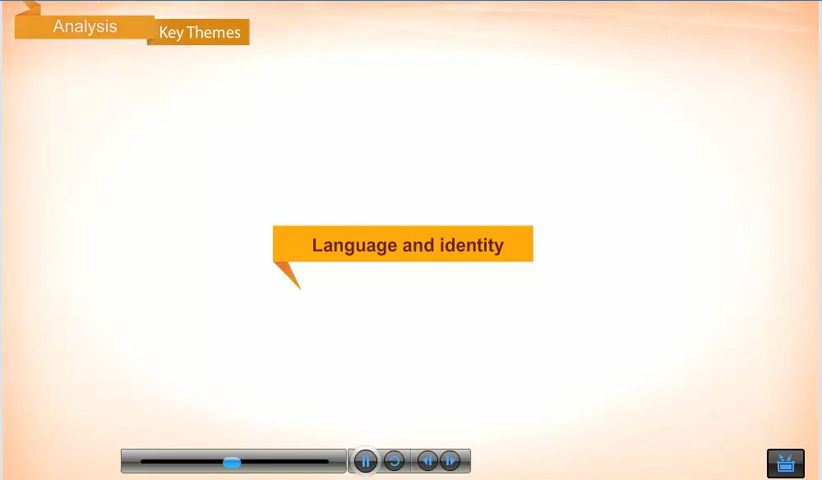 Analysis
Key Themes
Language and identity